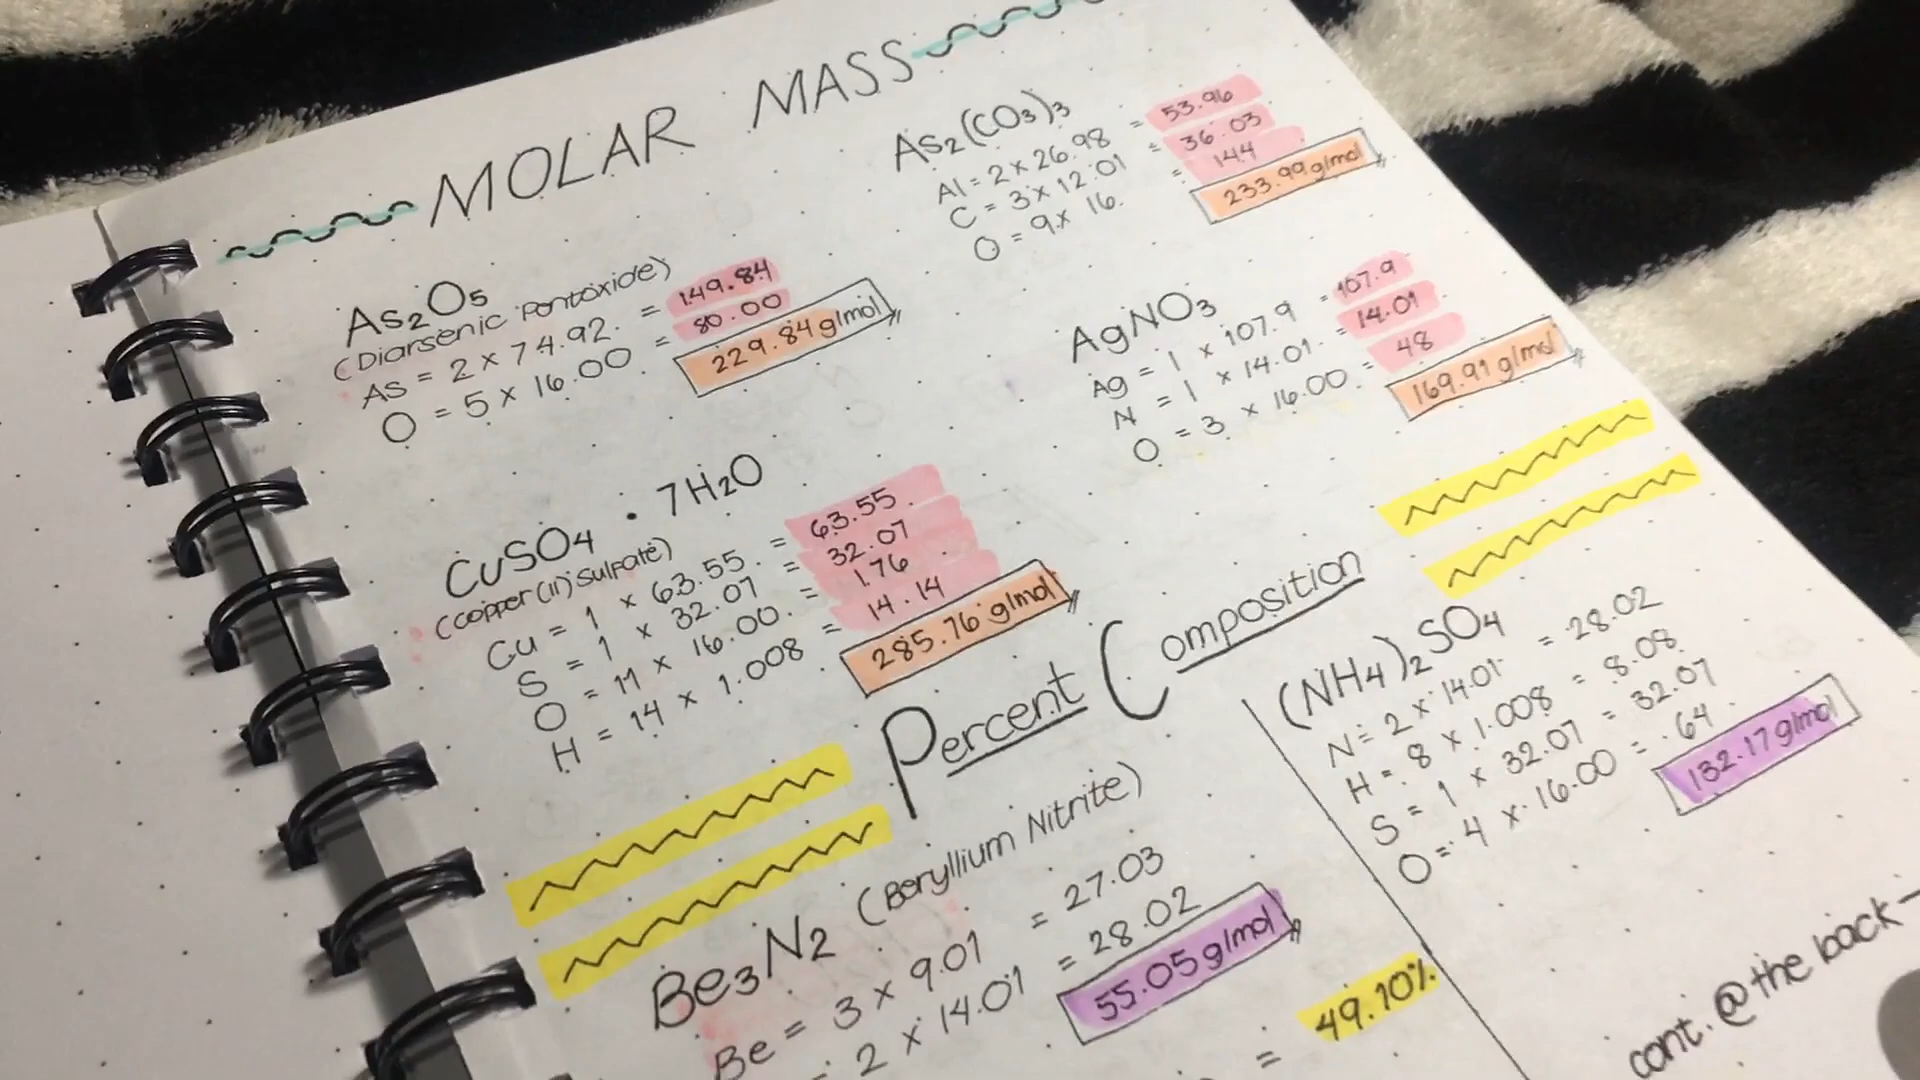 MOLAR MASS
As2O5
(Diarsenic Pentoxide)
As = 2 x 74.92 = 149.84
O = 5 x 16.00 = 80.00
229.84 g/mol
As2(CO3)3
Al = 2 x 26.98 = 53.96
C = 3 x 12.01 = 36.03
O = 9 x 16. = 144
233.99 g/mol
AgNO3
Ag = 1 x 107.9 = 107.9
N = 1 x 14.01 = 14.01
O = 3 x 16.00 = 48
169.91 g/mol
CuSO4 · 7H2O
(copper (II) Sulfate)
Cu = 1 x 63.55 = 63.55
S = 1 x 32.07 = 32.07
O = 11 x 16.00 = 176
H = 14 x 1.008 = 14.14
285.76 g/mol
Percent Composition
Be3N2 (Beryllium Nitrite)
Be = 3 x 9.01 = 27.03
= 2 x 14.01 = 28.02
55.05 g/mol
= 49.10%
(NH4)2SO4
N = 2 x 14.01 = 28.02
H = 8 x 1.008 = 8.08
S = 1 x 32.07 = 32.07
O = 4 x 16.00 = 64
132.17 g/mol
cont. @ the back